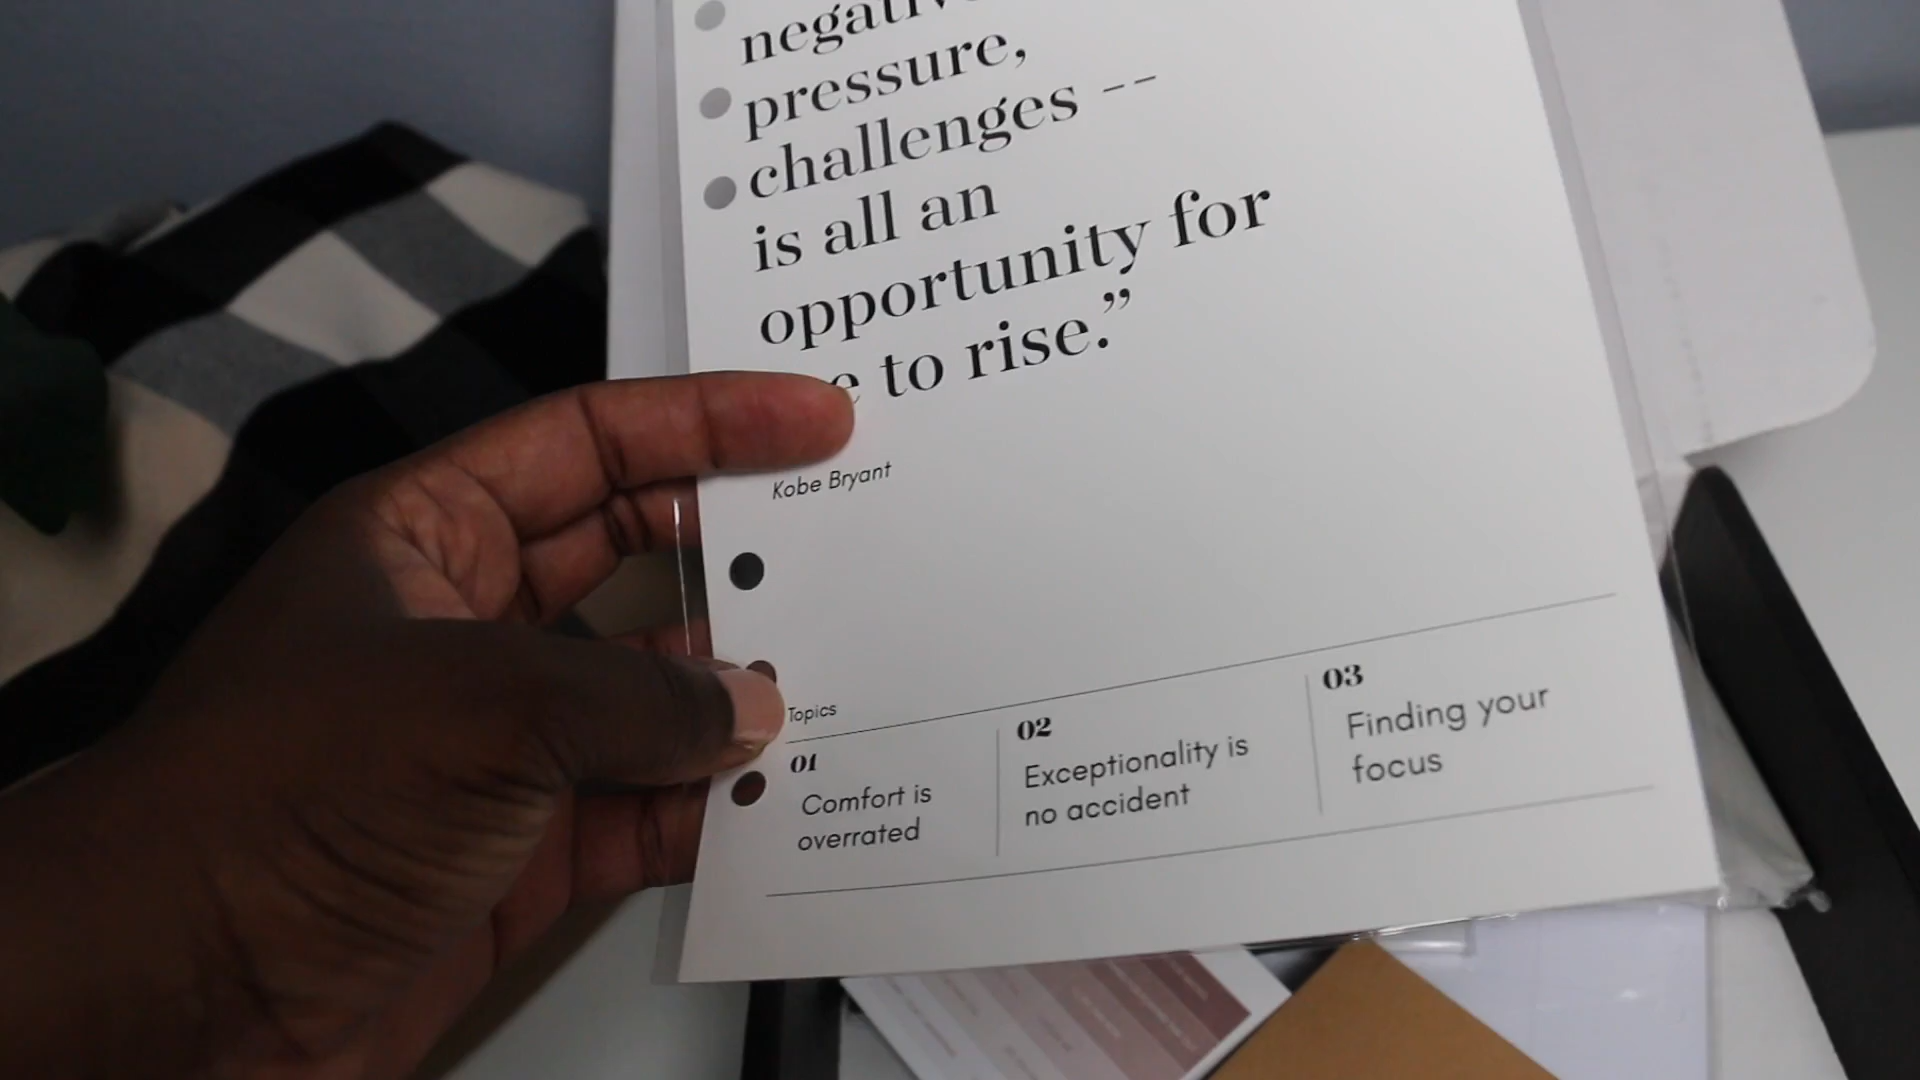 pressure,
challenges --
is all an
opportunity for
to rise.”
Kobe Bryant
Topics
01
Comfort is
overrated
02
Exceptionality is
no accident
03
Finding your
focus